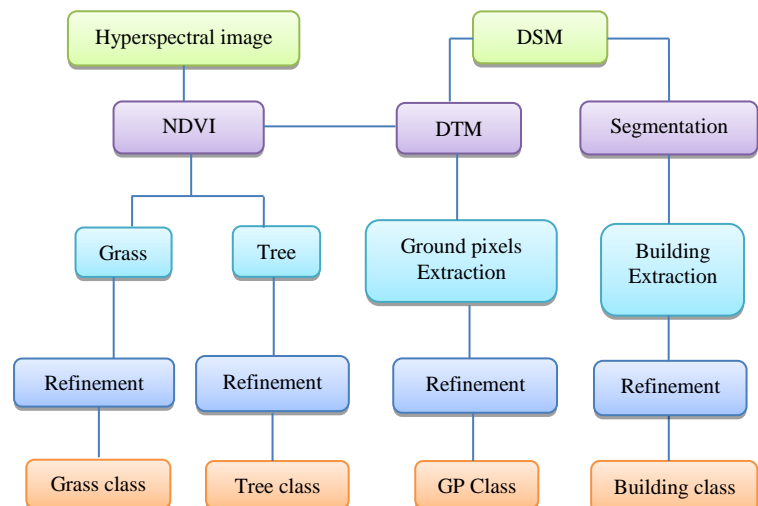 Hyperspectral image
DSM
NDVI
DTM
Segmentation
Grass
Tree
Ground pixels
Extraction
Building
Extraction
Refinement
Refinement
Refinement
Refinement
Grass class
Tree class
GP Class
Building class